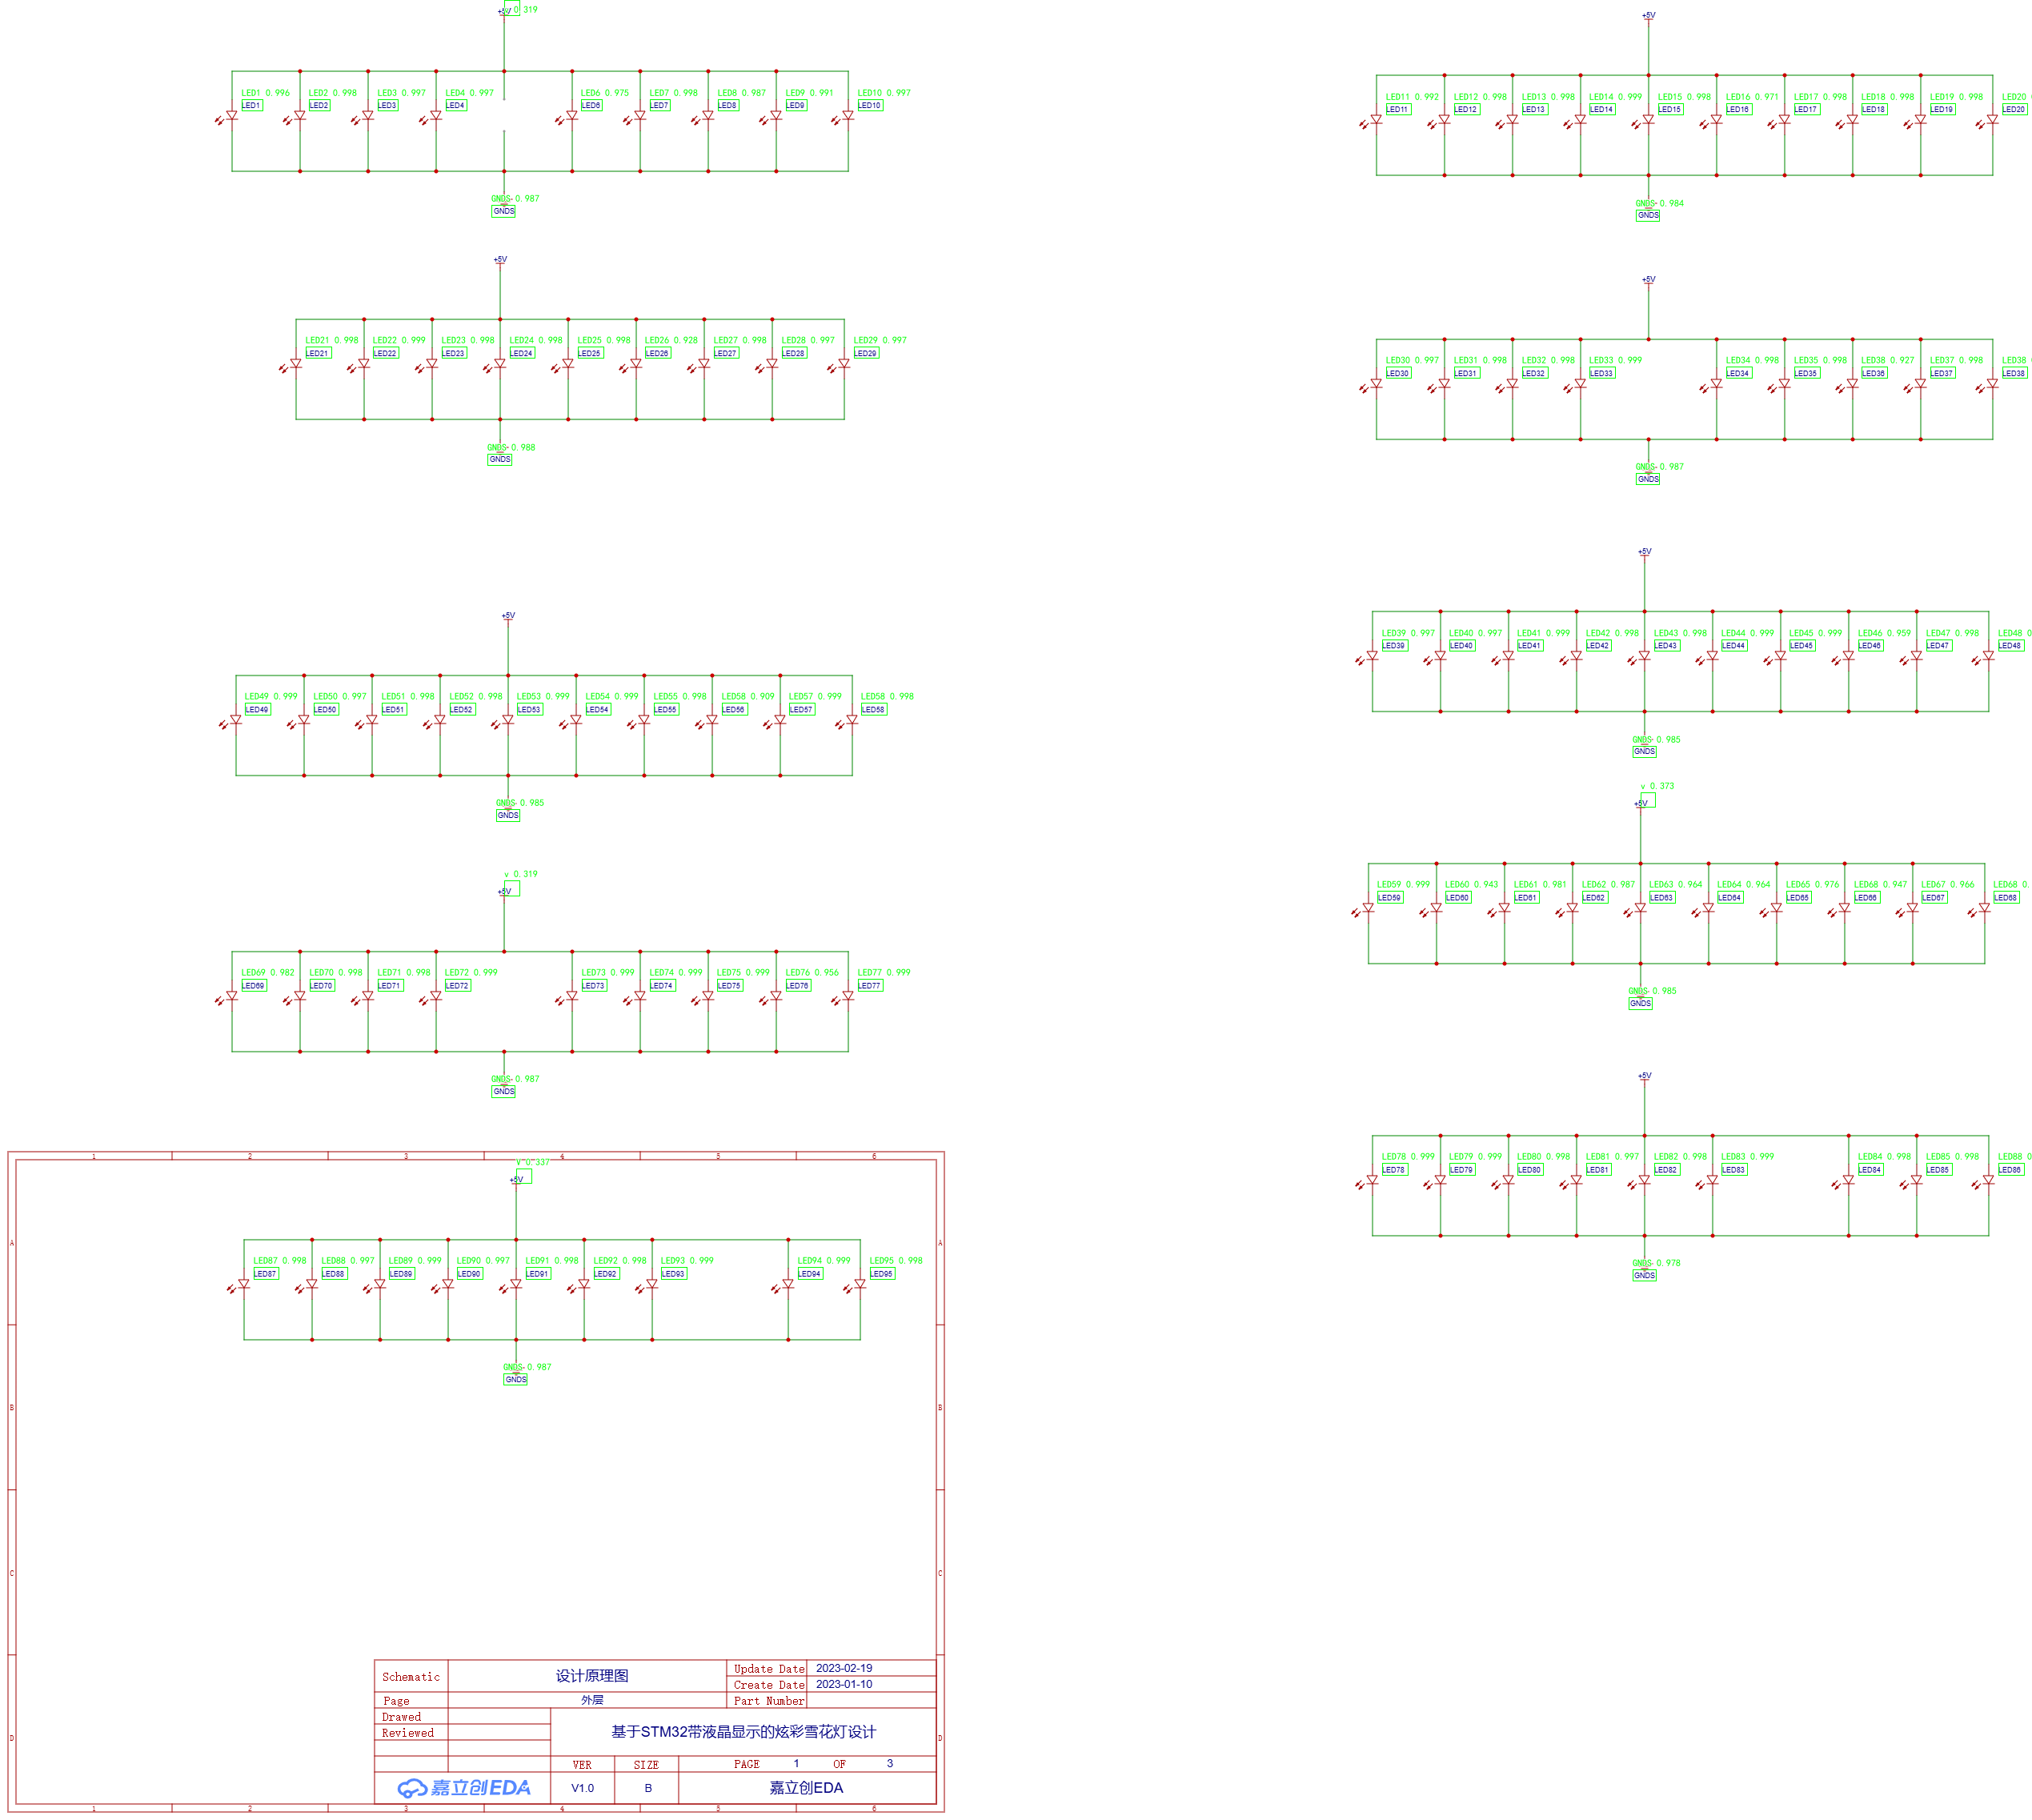 v 0.319
+5V
+5V
LED1 0.996 LED2 0.998 LED3 0.997 LED4 0.997 LED6 0.975 LED7 0.998 LED8 0.987 LED9 0.991 LED10 0.997
LED1 LED2 LED3 LED4 LED6 LED7 LED8 LED9 LED10
LED11 0.992 LED12 0.998 LED13 0.998 LED14 0.999 LED15 0.998 LED16 0.971 LED17 0.998 LED18 0.998 LED19 0.998 LED20
LED11 LED12 LED13 LED14 LED15 LED16 LED17 LED18 LED19 LED20
GNDS 0.987
GNDS
GNDS 0.984
GNDS
+5V
+5V
LED21 0.998 LED22 0.999 LED23 0.998 LED24 0.998 LED25 0.998 LED26 0.928 LED27 0.998 LED28 0.997 LED29 0.997
LED21 LED22 LED23 LED24 LED25 LED26 LED27 LED28 LED29
LED30 0.997 LED31 0.998 LED32 0.998 LED33 0.999 LED34 0.998 LED35 0.998 LED38 0.927 LED37 0.998 LED38
LED30 LED31 LED32 LED33 LED34 LED35 LED36 LED37 LED38
GNDS 0.988
GNDS
GNDS 0.987
GNDS
+5V
LED39 0.997 LED40 0.997 LED41 0.999 LED42 0.998 LED43 0.998 LED44 0.999 LED45 0.999 LED46 0.959 LED47 0.998 LED48 0
LED39 LED40 LED41 LED42 LED43 LED44 LED45 LED46 LED47 LED48
GNDS 0.985
GNDS
+5V
LED49 0.999 LED50 0.997 LED51 0.998 LED52 0.998 LED53 0.999 LED54 0.999 LED55 0.998 LED58 0.909 LED57 0.999 LED58 0.998
LED49 LED50 LED51 LED52 LED53 LED54 LED55 LED56 LED57 LED58
GNDS 0.985
GNDS
v 0.373
+5V
LED59 0.999 LED60 0.943 LED61 0.981 LED62 0.987 LED63 0.964 LED64 0.964 LED65 0.976 LED68 0.947 LED67 0.966 LED68 0.
LED59 LED60 LED61 LED62 LED63 LED64 LED65 LED66 LED67 LED68
GNDS 0.985
GNDS
v 0.319
+5V
LED69 0.982 LED70 0.998 LED71 0.998 LED72 0.999 LED73 0.999 LED74 0.999 LED75 0.999 LED76 0.956 LED77 0.999
LED69 LED70 LED71 LED72 LED73 LED74 LED75 LED76 LED77
GNDS 0.987
GNDS
+5V
LED78 0.999 LED79 0.999 LED80 0.998 LED81 0.997 LED82 0.998 LED83 0.999 LED84 0.998 LED85 0.998 LED88 0
LED78 LED79 LED80 LED81 LED82 LED83 LED84 LED85 LED86
GNDS 0.978
GNDS
1 2 3 4 5 6
v 0.337
+5V
A A
LED87 0.998 LED88 0.997 LED89 0.999 LED90 0.997 LED91 0.998 LED92 0.998 LED93 0.999 LED94 0.999 LED95 0.998
LED87 LED88 LED89 LED90 LED91 LED92 LED93 LED94 LED95
GNDS 0.987
GNDS
B B
C C
D D
Schematic 设计原理图 Update Date 2023-02-19
Create Date 2023-01-10
Page 外层 Part Number
Drawed
Reviewed
基于STM32带液晶显示的炫彩雪花灯设计
VER SIZE PAGE 1 OF 3
嘉立创EDA V1.0 B 嘉立创EDA
1 2 3 4 5 6